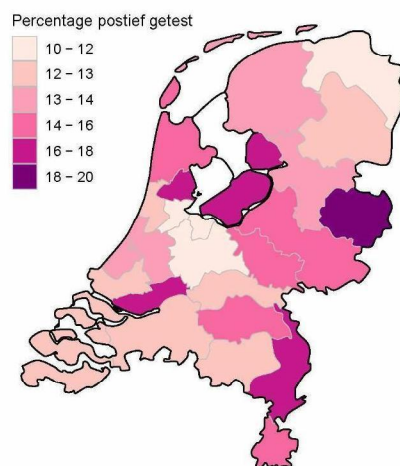 Percentage postief getest
10 – 12
12 – 13
13 – 14
14 – 16
16 – 18
18 – 20